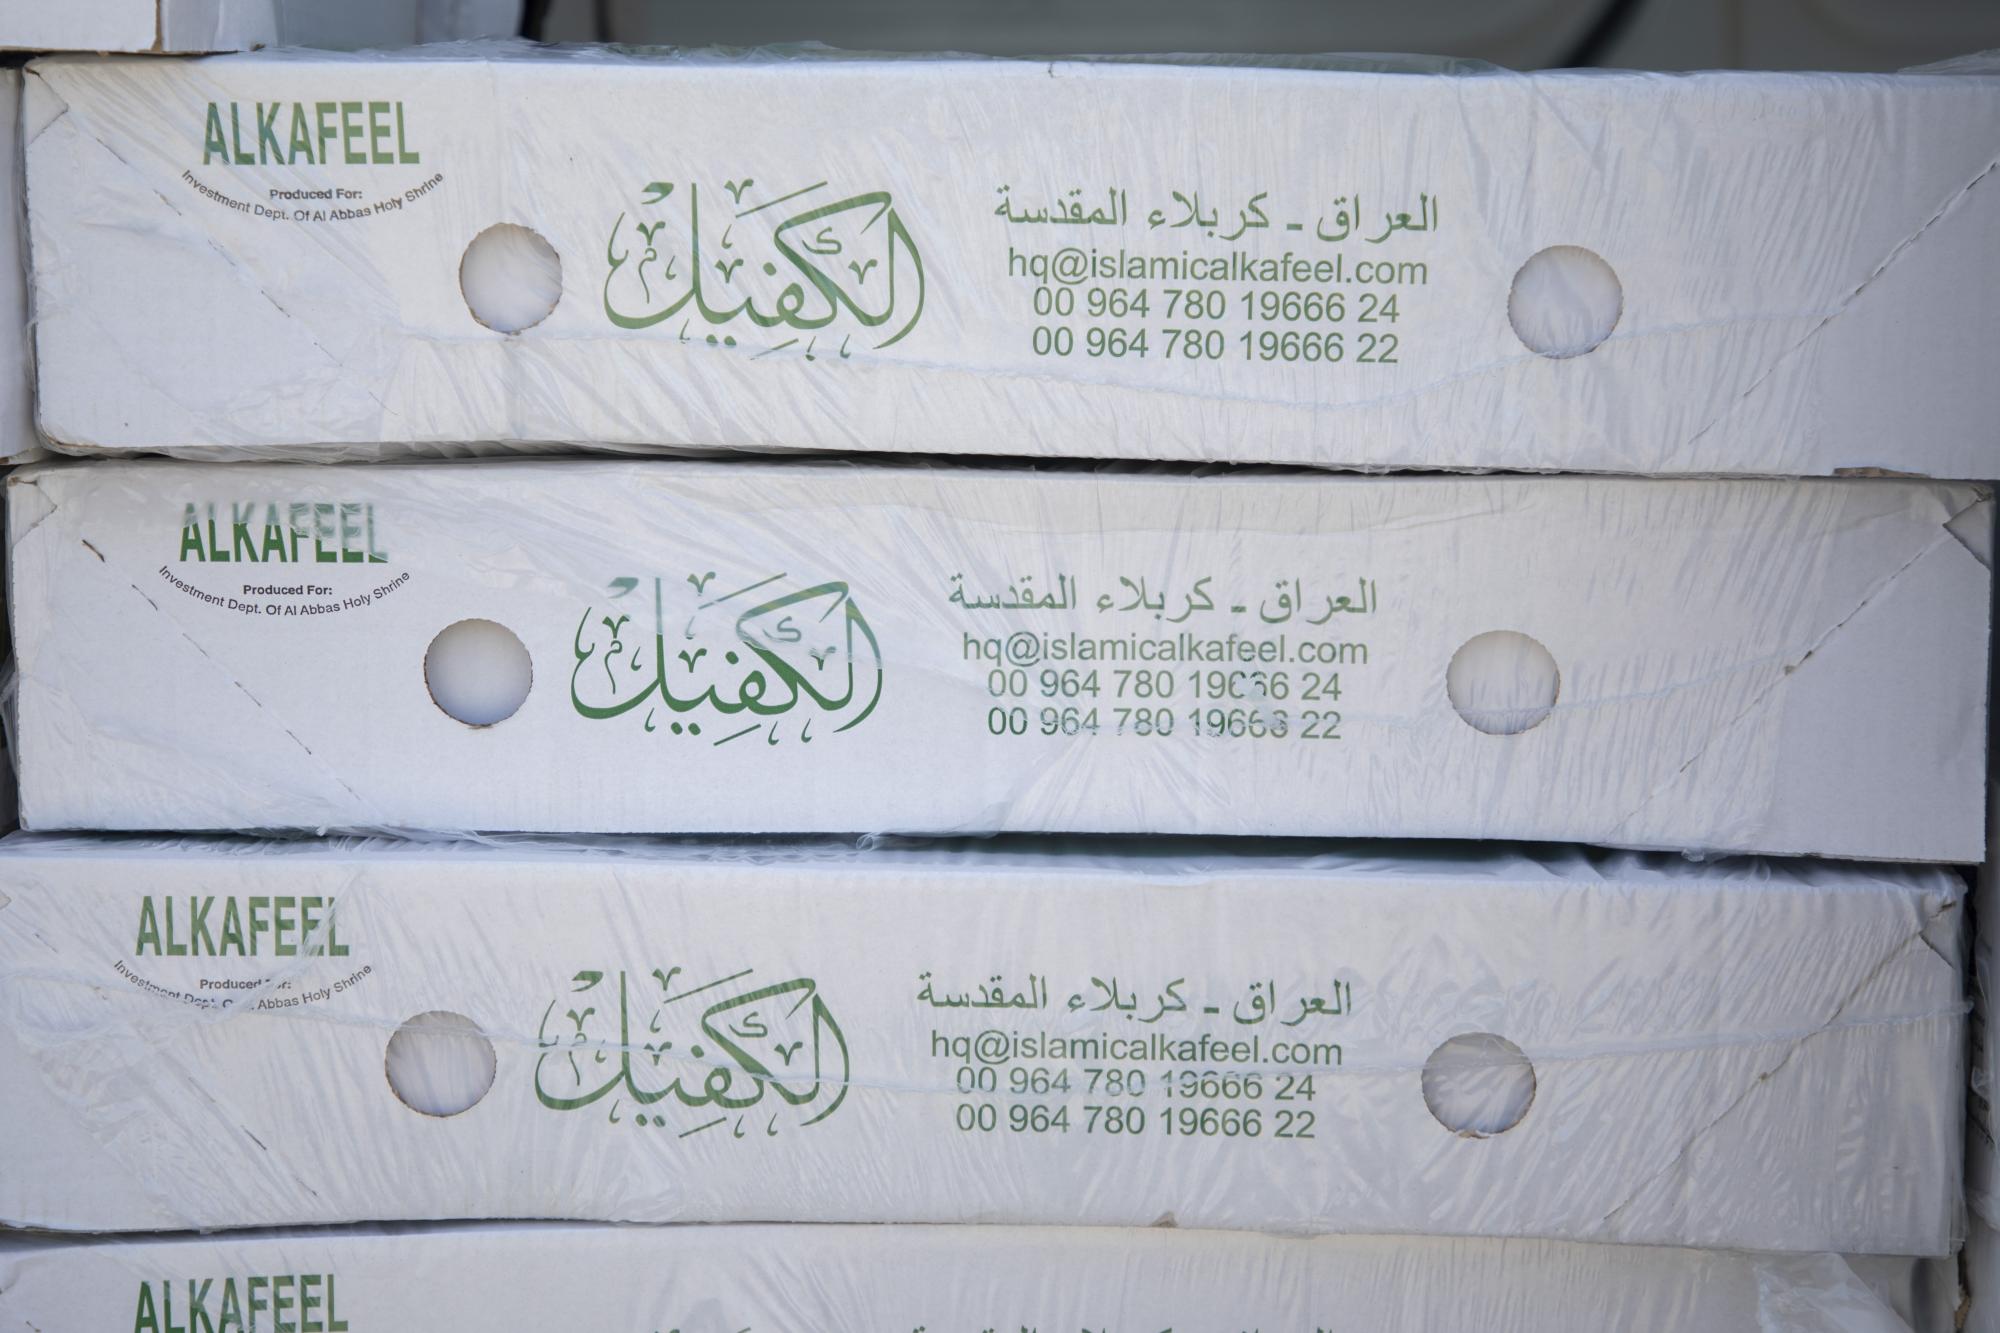 ALKAFEEL
Produced For:
Investment Dept. Of Al Abbas Holy Shrine
الكفيل
العراق - كربلاء المقدسة
hq@islamicalkafeel.com
00 964 780 19666 24
00 964 780 19666 22
ALKAFEEL
Produced For:
Investment Dept. Of Al Abbas Holy Shrine
الكفيل
العراق - كربلاء المقدسة
hq@islamicalkafeel.com
00 964 780 19666 24
00 964 780 19666 22
ALKAFEEL
Produced For:
Investment Dept. Of Al Abbas Holy Shrine
الكفيل
العراق - كربلاء المقدسة
hq@islamicalkafeel.com
00 964 780 19666 24
00 964 780 19666 22
ALKAFEEL